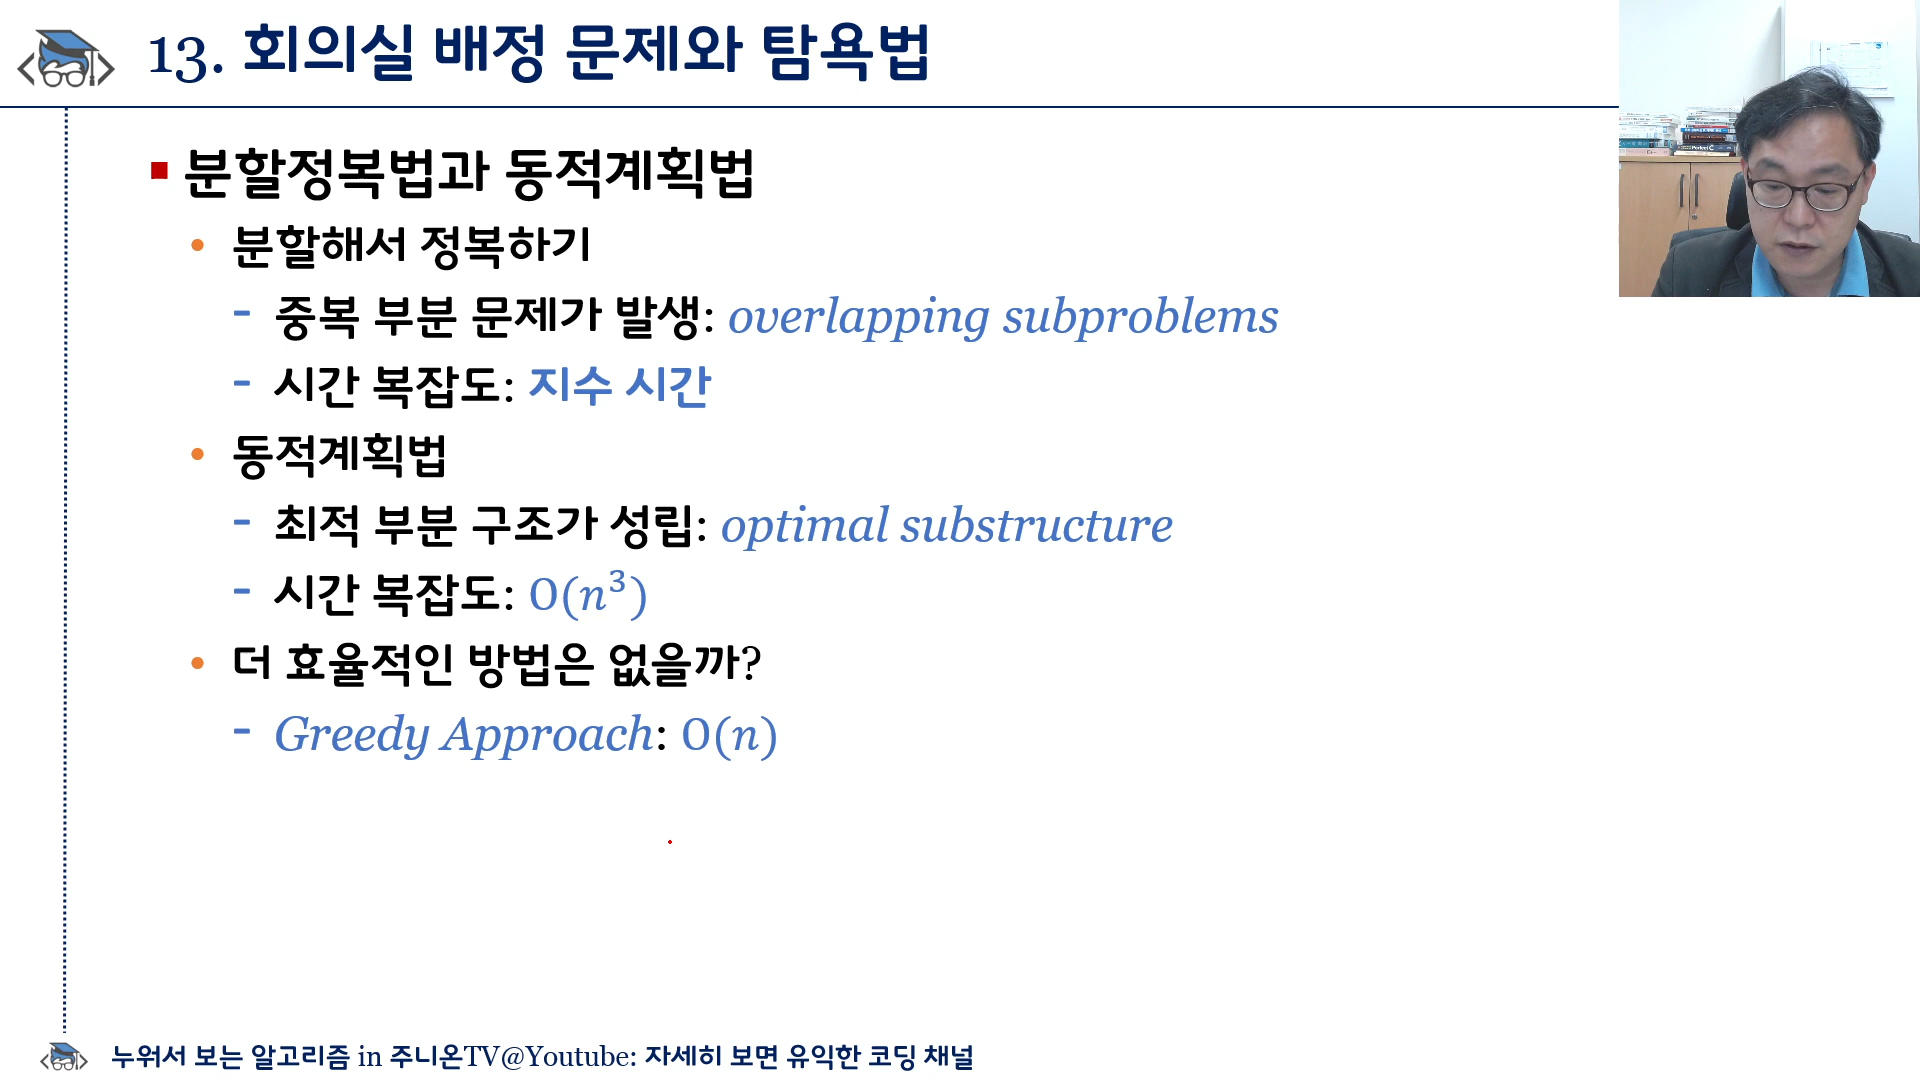 13. 회의실 배정 문제와 탐욕법
분할정복법과 동적계획법
분할해서 정복하기
- 중복 부분 문제가 발생: overlapping subproblems
- 시간 복잡도: 지수 시간
동적계획법
- 최적 부분 구조가 성립: optimal substructure
- 시간 복잡도: O(n³)
더 효율적인 방법은 없을까?
- Greedy Approach: O(n)
누워서 보는 알고리즘 in 주니온TV@Youtube: 자세히 보면 유익한 코딩 채널